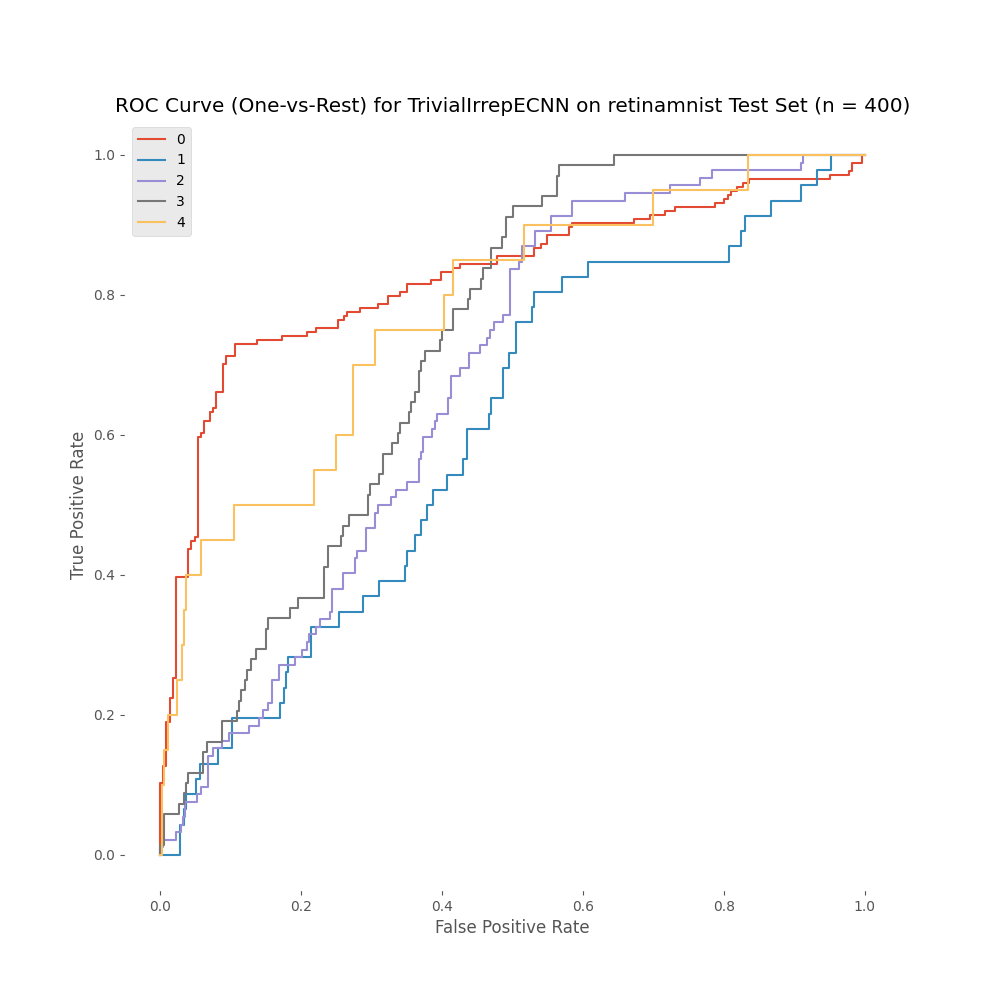 ROC Curve (One-vs-Rest) for TrivialIrrepECNN on retinamnist Test Set (n = 400)
0
1
2
3
4
1.0
0.8
0.6
0.4
0.2
0.0
True Positive Rate
0.0 0.2 0.4 0.6 0.8 1.0
False Positive Rate